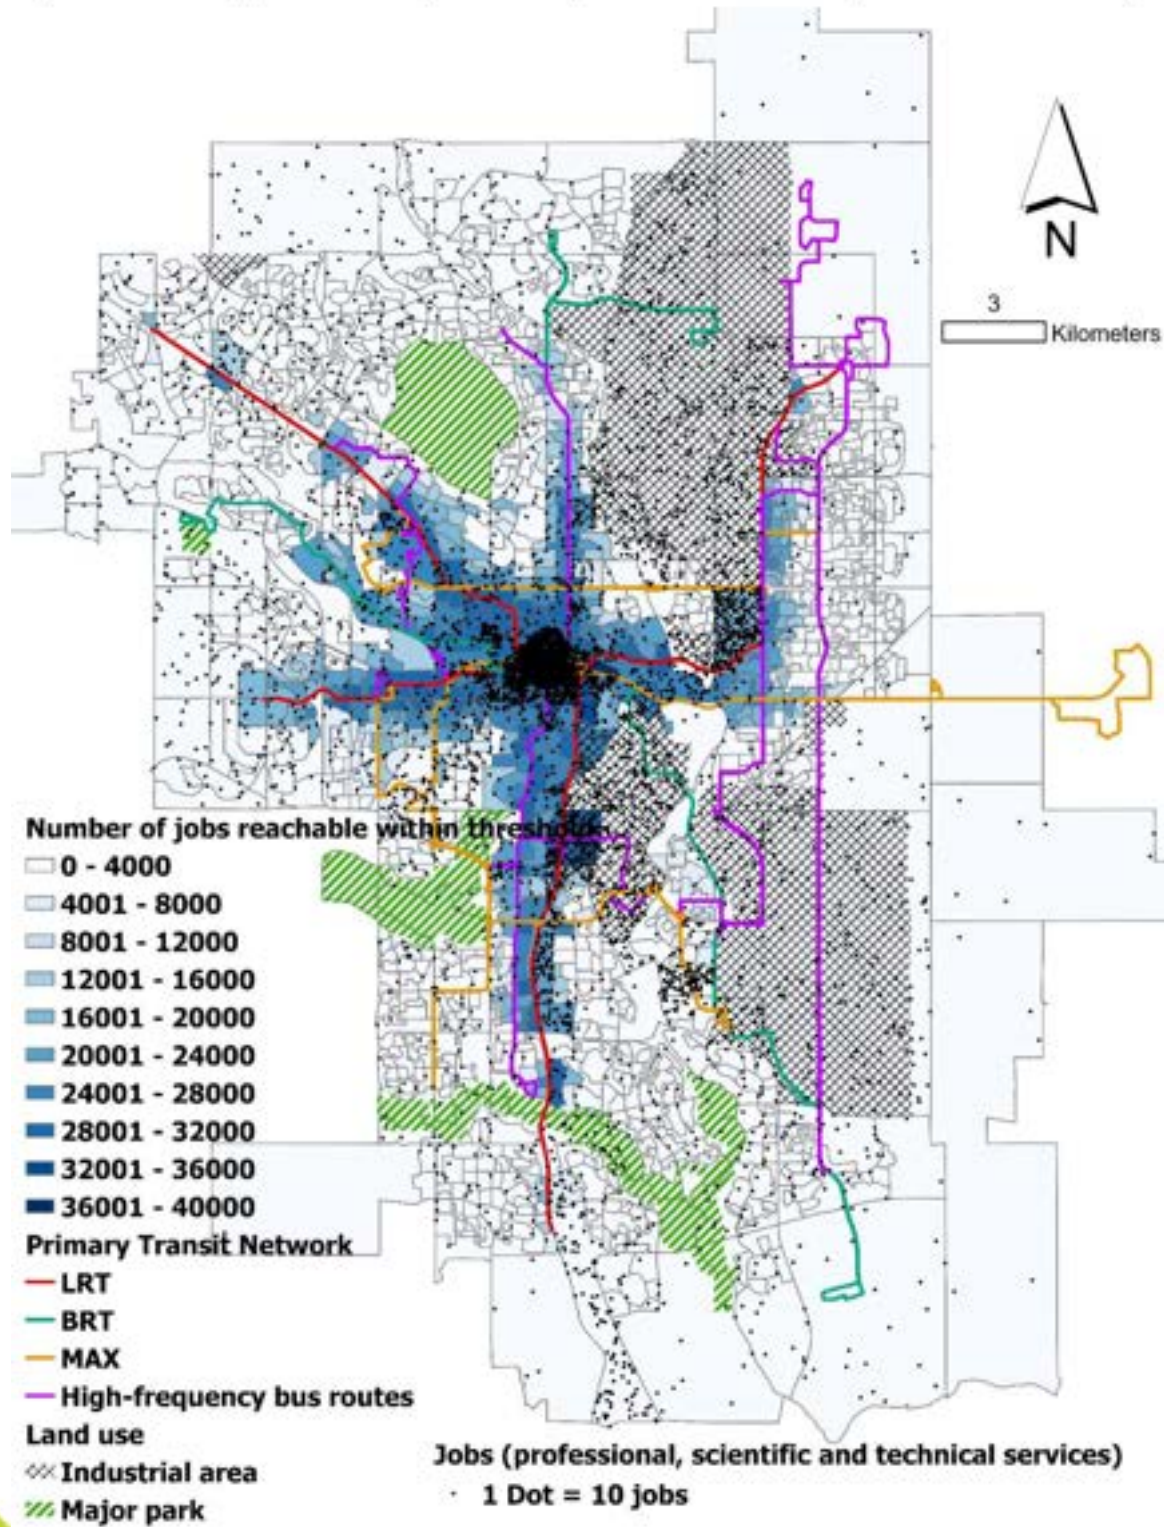 N
3
Kilometers
Number of jobs reachable within
0 - 4000
4001 - 8000
8001 - 12000
12001 - 16000
16001 - 20000
20001 - 24000
24001 - 28000
28001 - 32000
32001 - 36000
36001 - 40000
Primary Transit Network
LRT
BRT
MAX
High-frequency bus routes
Land use
Industrial area
Major park
Jobs (professional, scientific and technical services)
1 Dot = 10 jobs